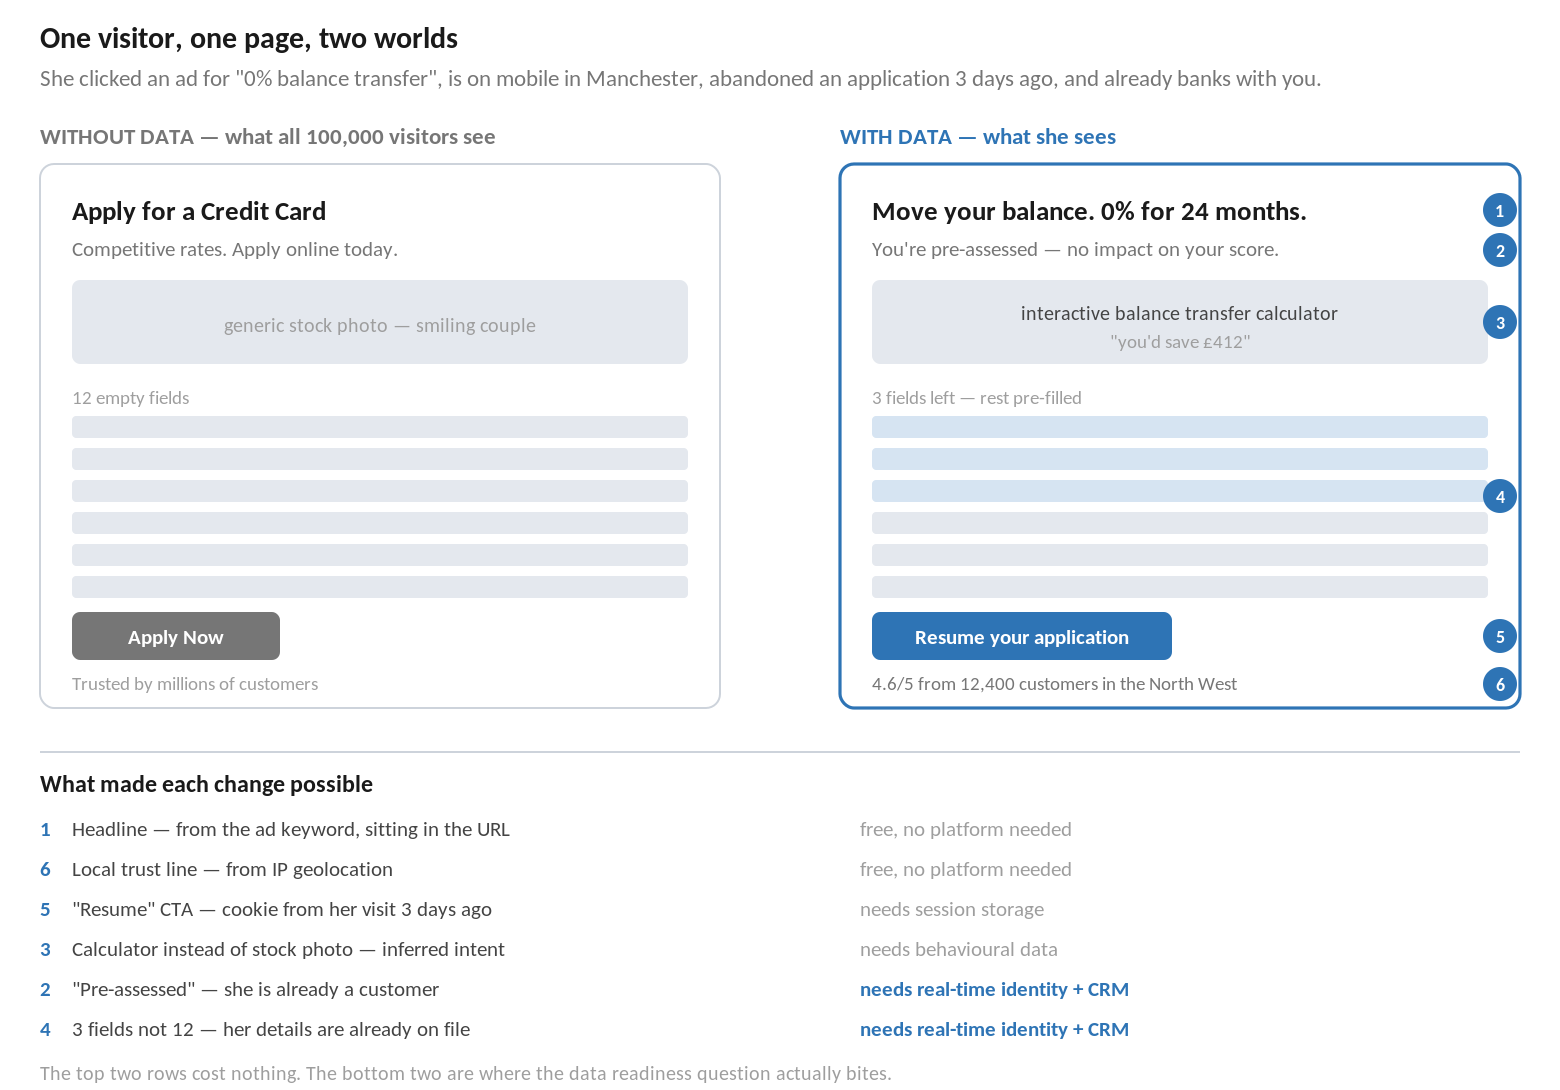 One visitor, one page, two worlds
She clicked an ad for "0% balance transfer", is on mobile in Manchester, abandoned an application 3 days ago, and already banks with you.
WITHOUT DATA — what all 100,000 visitors see
Apply for a Credit Card
Competitive rates. Apply online today.
generic stock photo — smiling couple
12 empty fields
Apply Now
Trusted by millions of customers
WITH DATA — what she sees
Move your balance. 0% for 24 months.
1
You're pre-assessed — no impact on your score.
2
interactive balance transfer calculator
"you'd save £412"
3
3 fields left — rest pre-filled
4
Resume your application
5
4.6/5 from 12,400 customers in the North West
6
What made each change possible
1 Headline — from the ad keyword, sitting in the URL free, no platform needed
6 Local trust line — from IP geolocation free, no platform needed
5 "Resume" CTA — cookie from her visit 3 days ago needs session storage
3 Calculator instead of stock photo — inferred intent needs behavioural data
2 "Pre-assessed" — she is already a customer needs real-time identity + CRM
4 3 fields not 12 — her details are already on file needs real-time identity + CRM
The top two rows cost nothing. The bottom two are where the data readiness question actually bites.